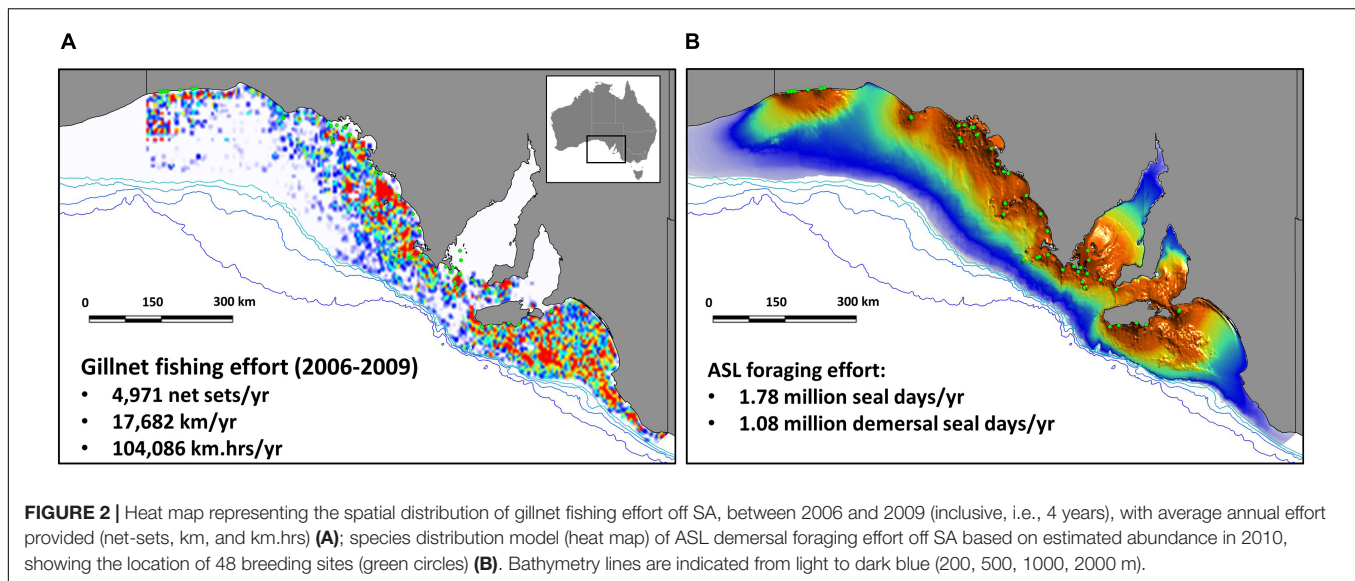 A
B
0 150 300 km
Gillnet fishing effort (2006-2009)
• 4,971 net sets/yr
• 17,682 km/yr
• 104,086 km.hrs/yr
0 150 300 km
ASL foraging effort:
• 1.78 million seal days/yr
• 1.08 million demersal seal days/yr
FIGURE 2 | Heat map representing the spatial distribution of gillnet fishing effort off SA, between 2006 and 2009 (inclusive, i.e., 4 years), with average annual effort
provided (net-sets, km, and km.hrs) (A); species distribution model (heat map) of ASL demersal foraging effort off SA based on estimated abundance in 2010,
showing the location of 48 breeding sites (green circles) (B). Bathymetry lines are indicated from light to dark blue (200, 500, 1000, 2000 m).